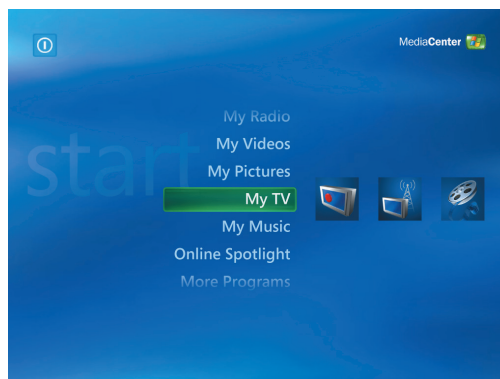 MediaCenter
start
My Radio
My Videos
My Pictures
My TV
My Music
Online Spotlight
More Programs